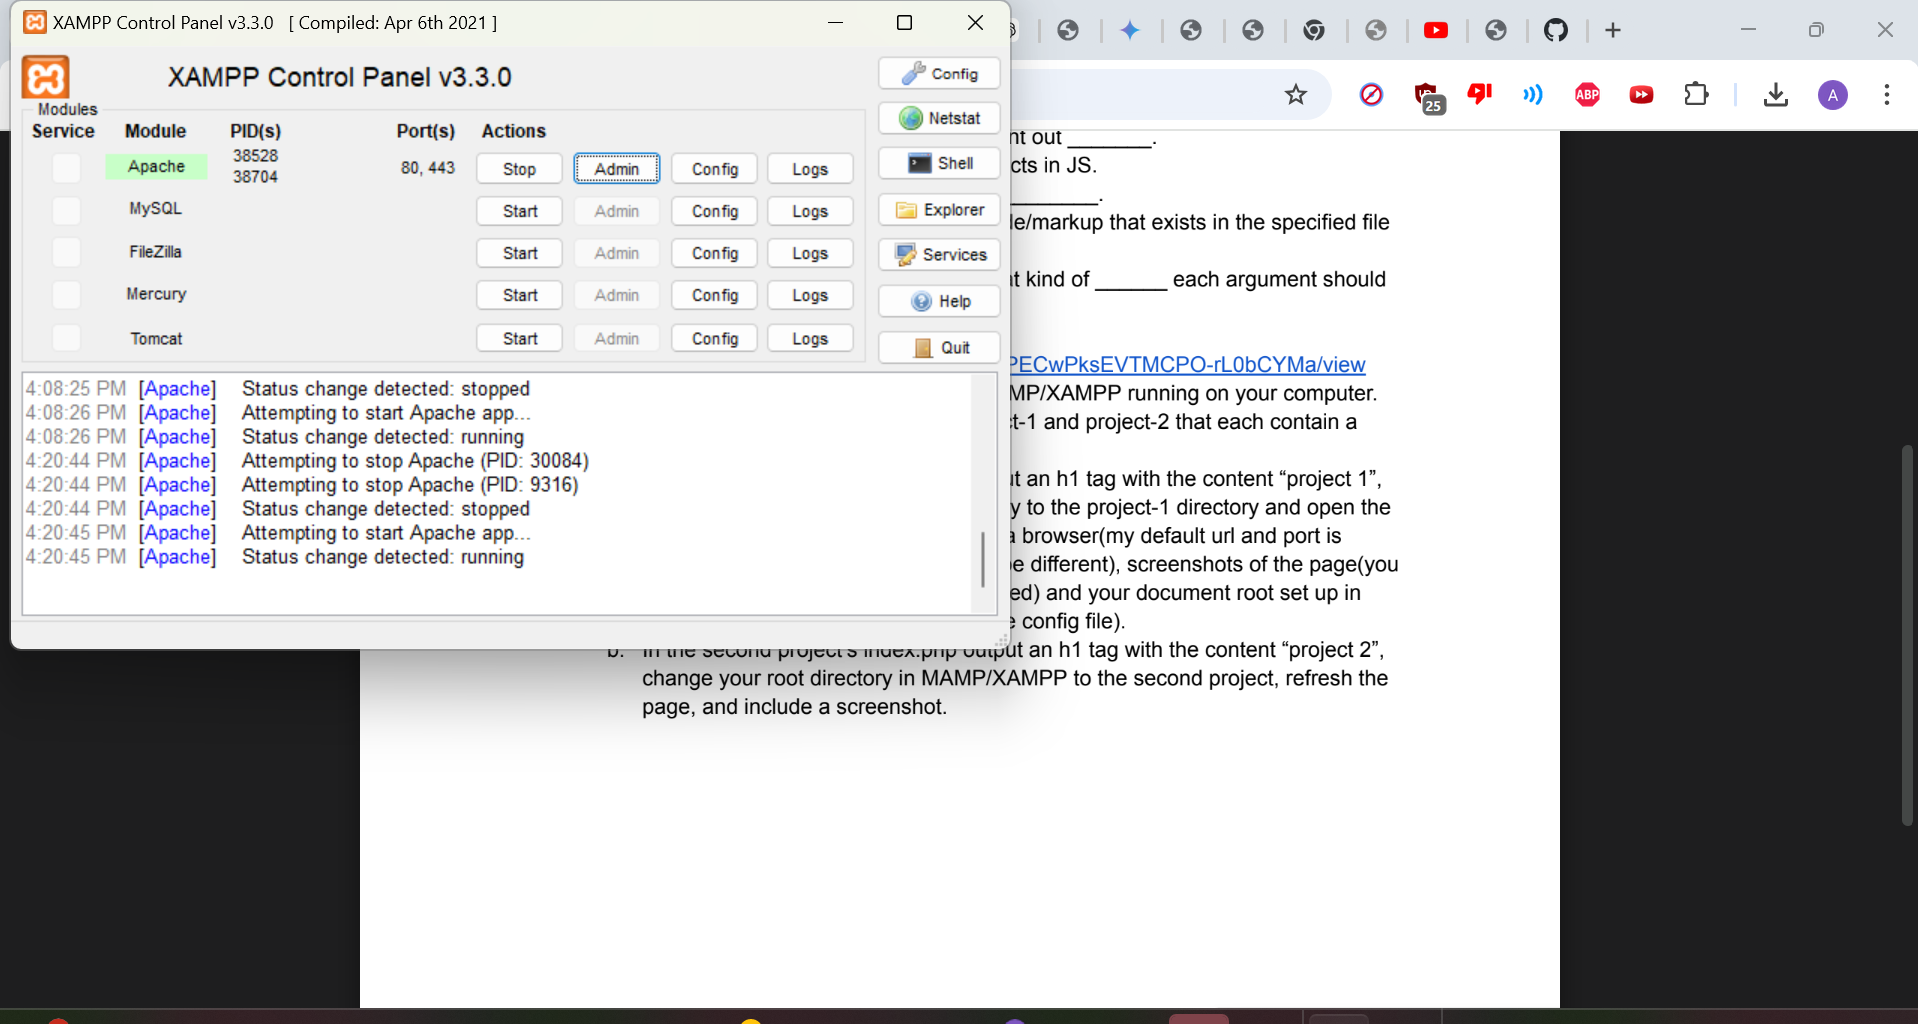 XAMPP Control Panel v3.3.0 [ Compiled: Apr 6th 2021 ]
XAMPP Control Panel v3.3.0
Config
Modules
Service Module PID(s) Port(s) Actions
Netstat
Apache 38528 38704 80, 443 Stop Admin Config Logs
Shell
MySQL Start Admin Config Logs
Explorer
FileZilla Start Admin Config Logs
Services
Mercury Start Admin Config Logs
Help
Tomcat Start Admin Config Logs
Quit
4:08:25 PM [Apache] Status change detected: stopped
4:08:26 PM [Apache] Attempting to start Apache app...
4:08:26 PM [Apache] Status change detected: running
4:20:44 PM [Apache] Attempting to stop Apache (PID: 30084)
4:20:44 PM [Apache] Attempting to stop Apache (PID: 9316)
4:20:44 PM [Apache] Status change detected: stopped
4:20:45 PM [Apache] Attempting to start Apache app...
4:20:45 PM [Apache] Status change detected: running
25
ABP
A
nt out _______.
cts in JS.
________.
le/markup that exists in the specified file
at kind of ______ each argument should
PECwPksEVTMCPO-rL0bCYMa/view
MP/XAMPP running on your computer.
ct-1 and project-2 that each contain a
ut an h1 tag with the content “project 1”,
y to the project-1 directory and open the
a browser(my default url and port is
be different), screenshots of the page(you
ed) and your document root set up in
e config file).
b. In the second project's index.php output an h1 tag with the content “project 2”,
change your root directory in MAMP/XAMPP to the second project, refresh the
page, and include a screenshot.